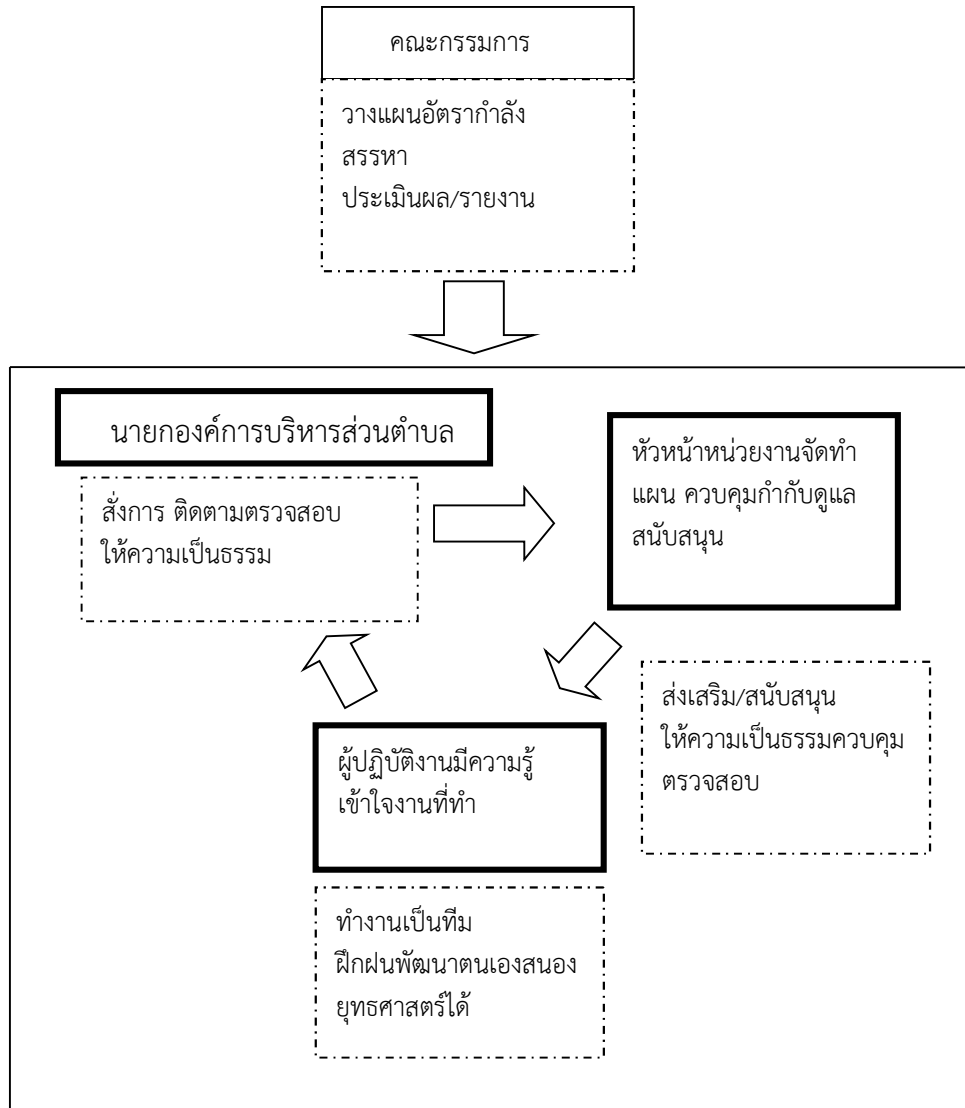 คณะกรรมการ
วางแผนอัตรากำลัง
สรรหา
ประเมินผล/รายงาน
นายกองค์การบริหารส่วนตำบล
สั่งการ ติดตามตรวจสอบ
ให้ความเป็นธรรม
หัวหน้าหน่วยงานจัดทำ
แผน ควบคุมกำกับดูแล
สนับสนุน
ส่งเสริม/สนับสนุน
ให้ความเป็นธรรมควบคุม
ตรวจสอบ
ผู้ปฏิบัติงานมีความรู้
เข้าใจงานที่ทำ
ทำงานเป็นทีม
ฝึกฝนพัฒนาตนเองสนอง
ยุทธศาสตร์ได้